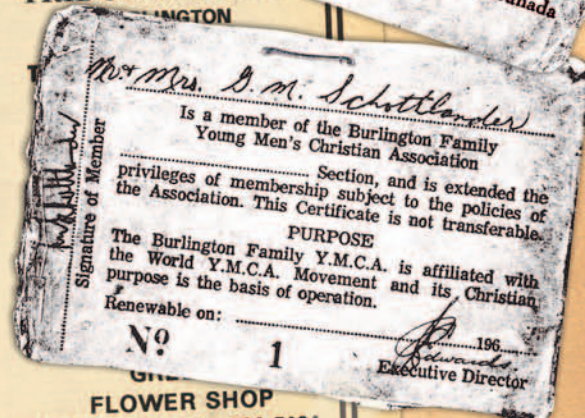 INGTON
anada
Mr. & Mrs. G. M. Schottlander
Is a member of the Burlington Family
Young Men's Christian Association
Section, and is extended the
privileges of membership subject to the policies of
the Association. This Certificate is not transferable.
PURPOSE
The Burlington Family Y.M.C.A. is affiliated with
the World Y.M.C.A. Movement and its Christian
purpose is the basis of operation.
Renewable on: 196
Edwards
Nº 1
Executive Director
Signature of Member
FLOWER SHOP